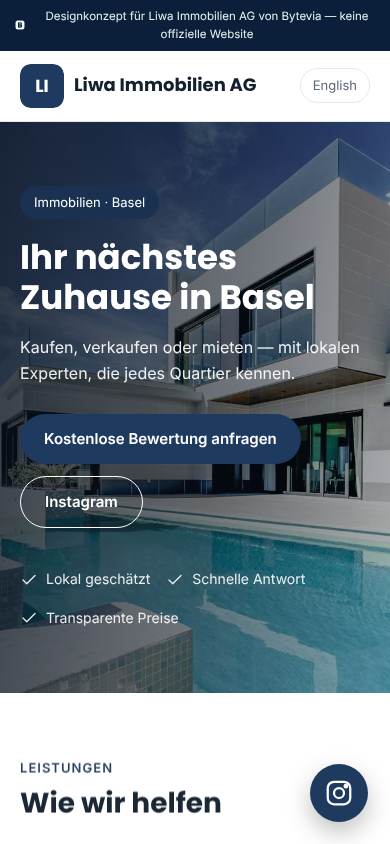 Designkonzept für Liwa Immobilien AG von Bytevia — keine
offizielle Website
LI
Liwa Immobilien AG
English
Immobilien · Basel
Ihr nächstes
Zuhause in Basel
Kaufen, verkaufen oder mieten — mit lokalen
Experten, die jedes Quartier kennen.
Kostenlose Bewertung anfragen
Instagram
Lokal geschätzt
Schnelle Antwort
Transparente Preise
LEISTUNGEN
Wie wir helfen